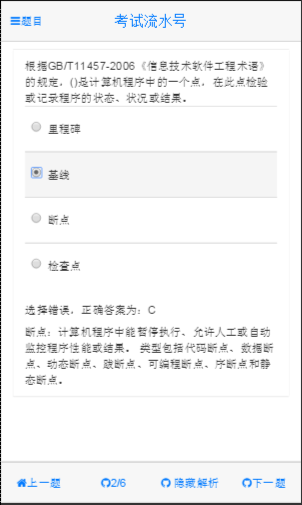 题目
考试流水号
根据GB/T11457-2006《信息技术软件工程术语》
的规定，()是计算机程序中的一个点，在此点检验
或记录程序的状态、状况或结果。
里程碑
基线
断点
检查点
选择错误，正确答案为：C
断点：计算机程序中能暂停执行、允许人工或自动
监控程序性能或结果。 类型包括代码断点、数据断
点、动态断点、跋断点、可编程断点、序断点和静
态断点。
上一题 2/6 隐藏解析 下一题